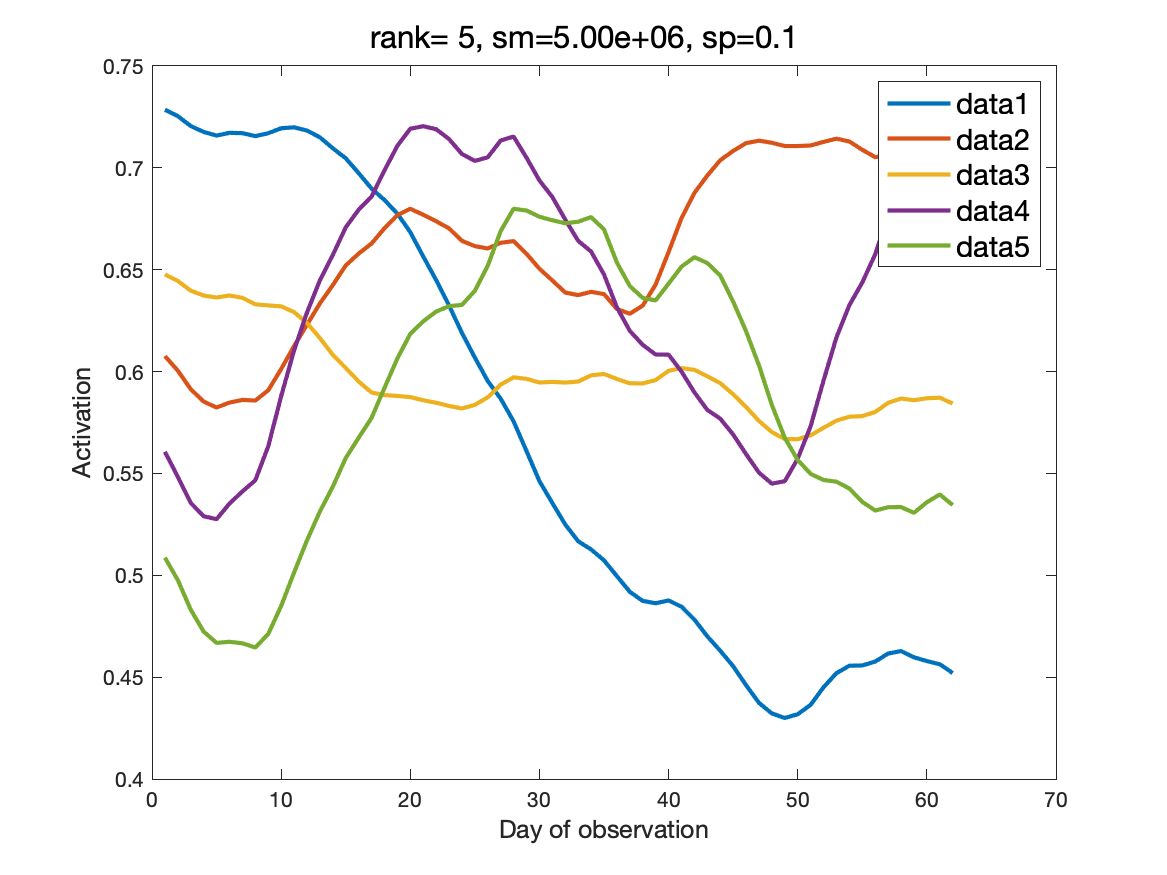 rank= 5, sm=5.00e+06, sp=0.1
0.75
0.7
0.65
0.6
0.55
0.5
0.45
0.4
Activation
data1
data2
data3
data4
data5
0 10 20 30 40 50 60 70
Day of observation